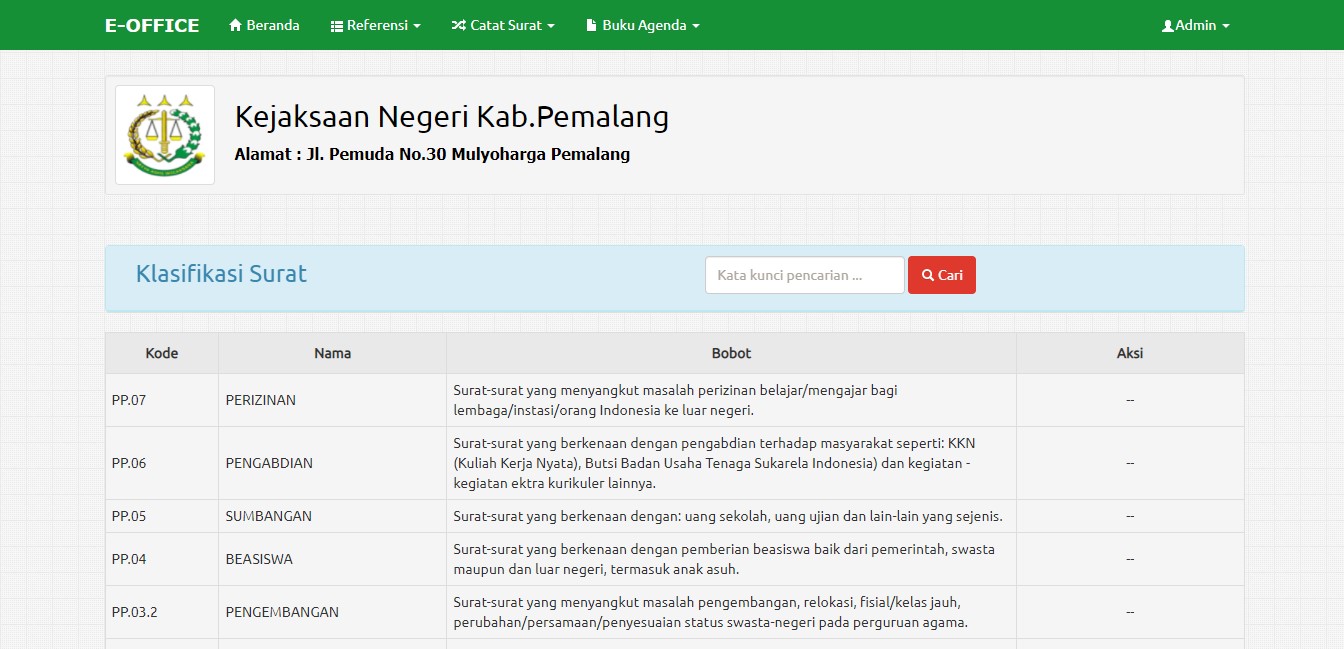 E-OFFICE Beranda Referensi Catat Surat Buku Agenda Admin
Kejaksaan Negeri Kab.Pemalang
Alamat : Jl. Pemuda No.30 Mulyoharga Pemalang
Klasifikasi Surat Kata kunci pencarian ... Cari
Kode Nama Bobot Aksi
PP.07 PERIZINAN Surat-surat yang menyangkut masalah perizinan belajar/mengajar bagi
lembaga/instasi/orang Indonesia ke luar negeri. --
PP.06 PENGABDIAN Surat-surat yang berkenaan dengan pengabdian terhadap masyarakat seperti: KKN
(Kuliah Kerja Nyata), Butsi Badan Usaha Tenaga Sukarela Indonesia) dan kegiatan -
kegiatan ektra kurikuler lainnya. --
PP.05 SUMBANGAN Surat-surat yang berkenaan dengan: uang sekolah, uang ujian dan lain-lain yang sejenis. --
PP.04 BEASISWA Surat-surat yang berkenaan dengan pemberian beasiswa baik dari pemerintah, swasta
maupun dan luar negeri, termasuk anak asuh. --
PP.03.2 PENGEMBANGAN Surat-surat yang menyangkut masalah pengembangan, relokasi, fisial/kelas jauh,
perubahan/persamaan/penyesuaian status swasta-negeri pada perguruan agama. --